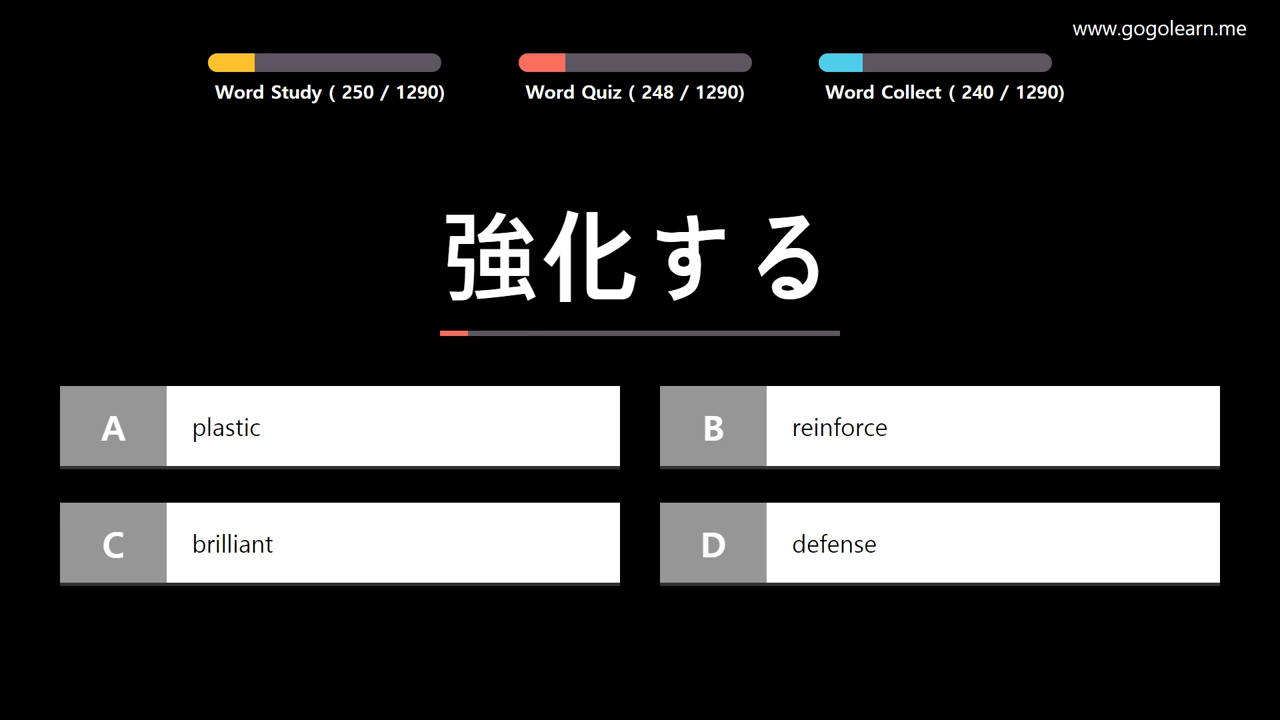 www.gogolearn.me
Word Study ( 250 / 1290)
Word Quiz ( 248 / 1290)
Word Collect ( 240 / 1290)
強化する
A plastic
B reinforce
C brilliant
D defense